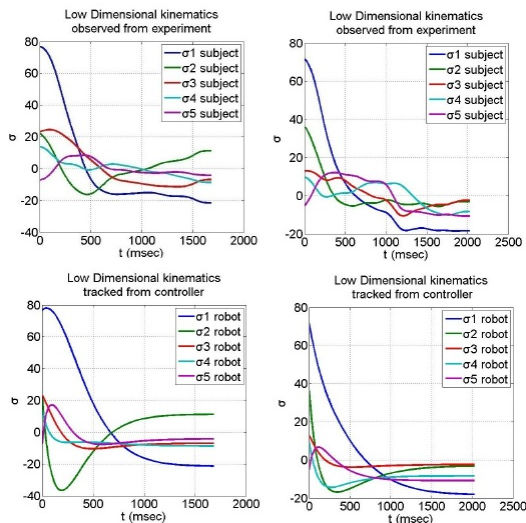 Low Dimensional kinematics
observed from experiment
80
60
40
20
0
-20
-40
σ
σ1 subject
σ2 subject
σ3 subject
σ4 subject
σ5 subject
0 500 1000 1500 2000
t (msec)
Low Dimensional kinematics
observed from experiment
80
60
40
20
0
-20
σ
σ1 subject
σ2 subject
σ3 subject
σ4 subject
σ5 subject
0 500 1000 1500 2000 2500
t (msec)
Low Dimensional kinematics
tracked from controller
80
60
40
20
0
-20
-40
σ
σ1 robot
σ2 robot
σ3 robot
σ4 robot
σ5 robot
0 500 1000 1500 2000
t (msec)
Low Dimensional kinematics
tracked from controller
80
60
40
20
0
-20
σ
σ1 robot
σ2 robot
σ3 robot
σ4 robot
σ5 robot
0 500 1000 1500 2000 2500
t (msec)